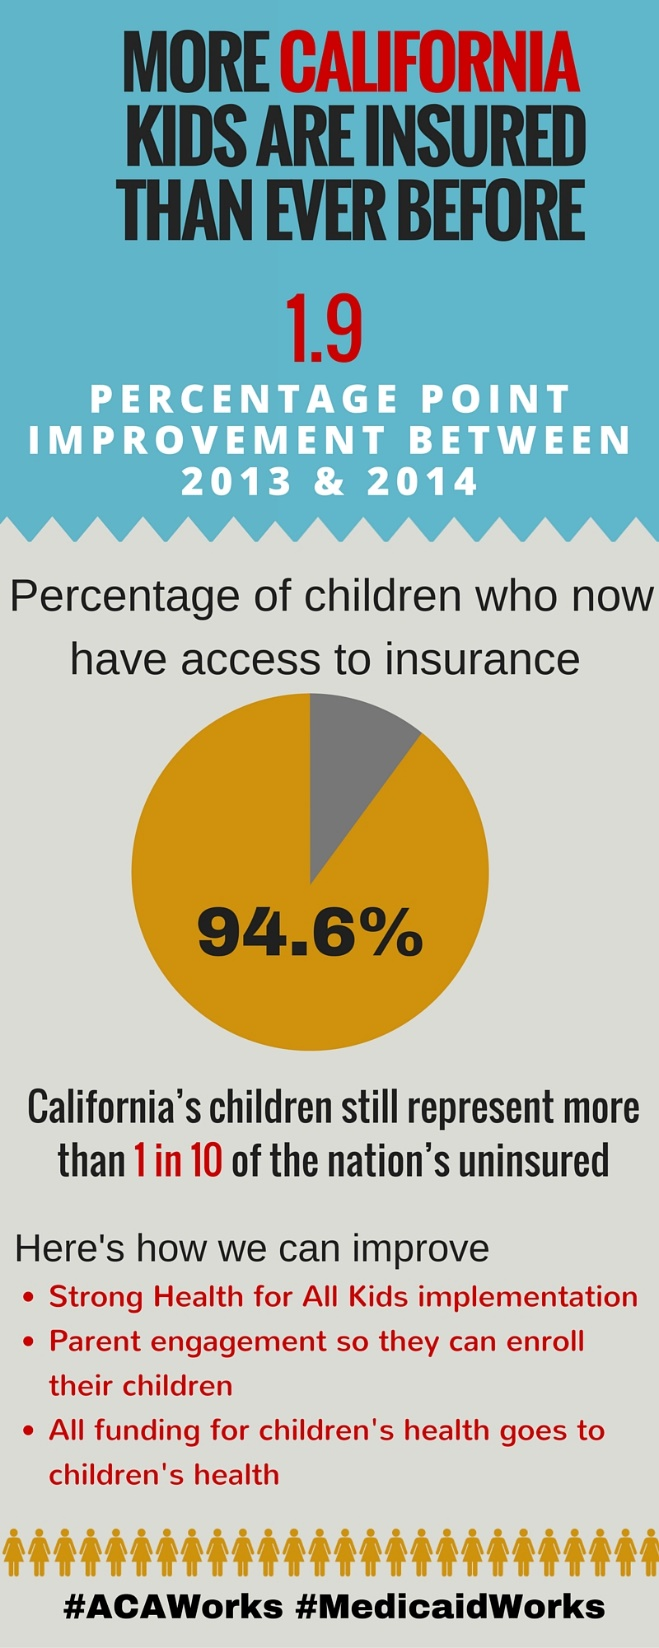 MORE CALIFORNIA
KIDS ARE INSURED
THAN EVER BEFORE
1.9
PERCENTAGE POINT
IMPROVEMENT BETWEEN
2013 & 2014
Percentage of children who now
have access to insurance
94.6%
California's children still represent more
than 1 in 10 of the nation's uninsured
Here's how we can improve
• Strong Health for All Kids implementation
• Parent engagement so they can enroll
their children
• All funding for children's health goes to
children's health
#ACAWorks #MedicaidWorks